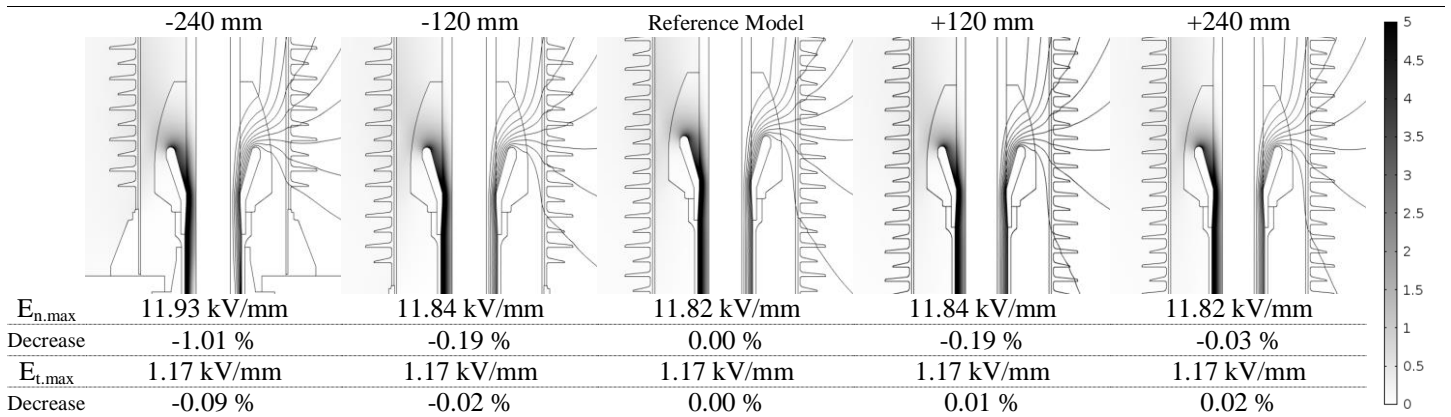 -240 mm -120 mm Reference Model +120 mm +240 mm
5
4.5
4
3.5
3
2.5
2
1.5
1
0.5
0
E_n.max 11.93 kV/mm 11.84 kV/mm 11.82 kV/mm 11.84 kV/mm 11.82 kV/mm
Decrease -1.01 % -0.19 % 0.00 % -0.19 % -0.03 %
E_t.max 1.17 kV/mm 1.17 kV/mm 1.17 kV/mm 1.17 kV/mm 1.17 kV/mm
Decrease -0.09 % -0.02 % 0.00 % 0.01 % 0.02 %